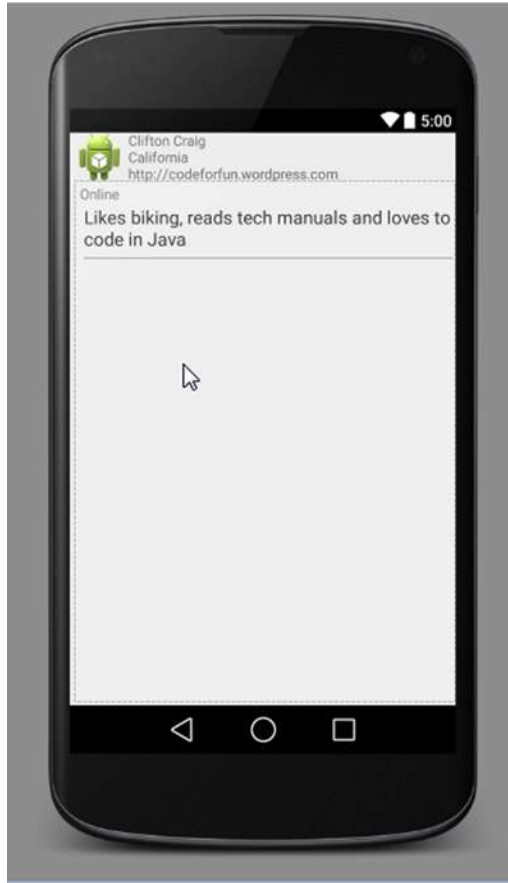 5:00
Clifton Craig
California
http://codeforfun.wordpress.com
Online
Likes biking, reads tech manuals and loves to
code in Java